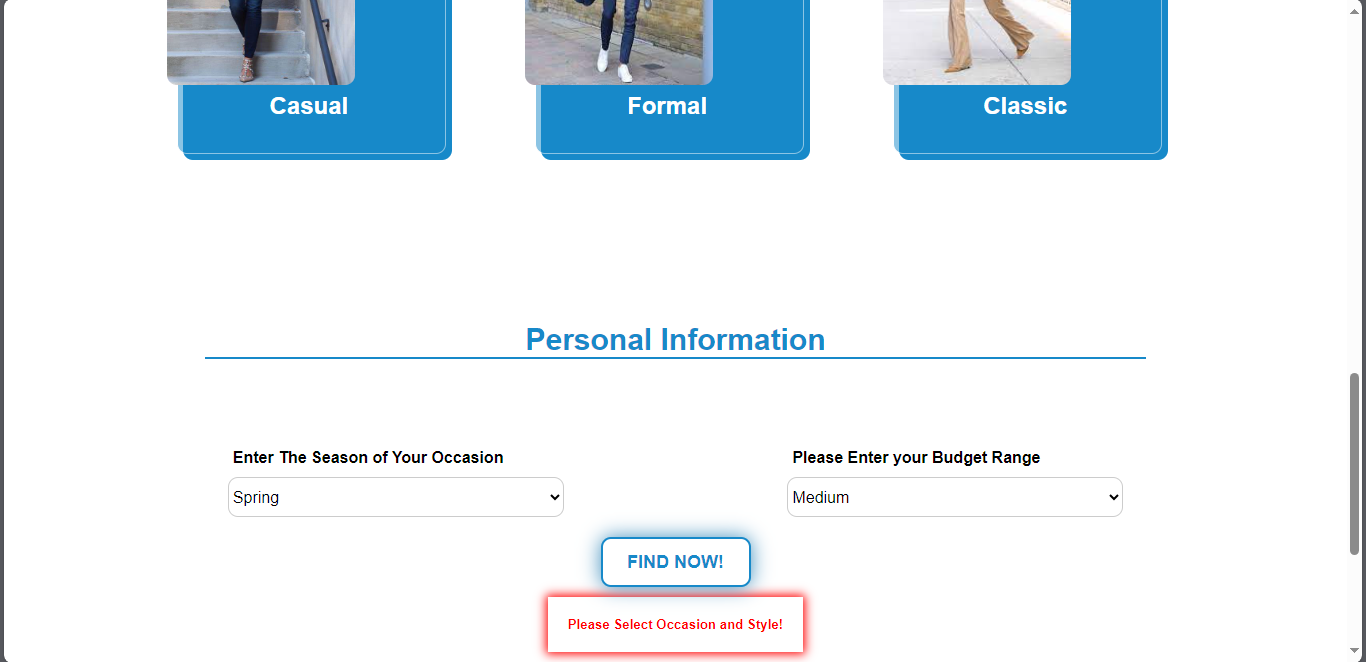 Casual
Formal
Classic
Personal Information
Enter The Season of Your Occasion
Please Enter your Budget Range
Spring
Medium
FIND NOW!
Please Select Occasion and Style!